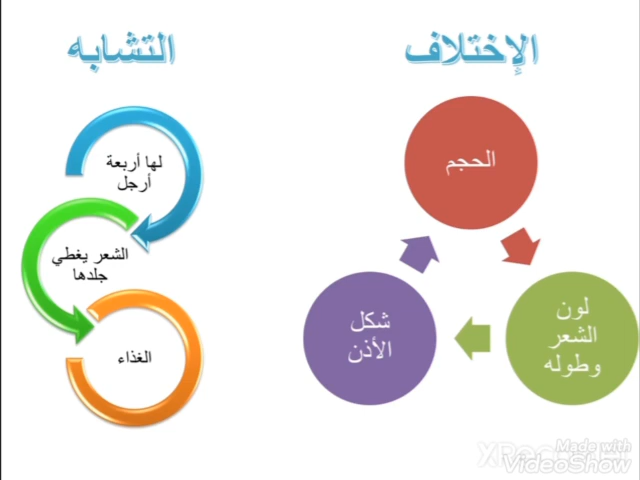 الإختلاف
التشابه
الحجم
لون
الشعر
وطوله
شكل
الأذن
لها أربعة
أرجل
الشعر يغطي
جلدها
الغذاء
Made with
VideoShow